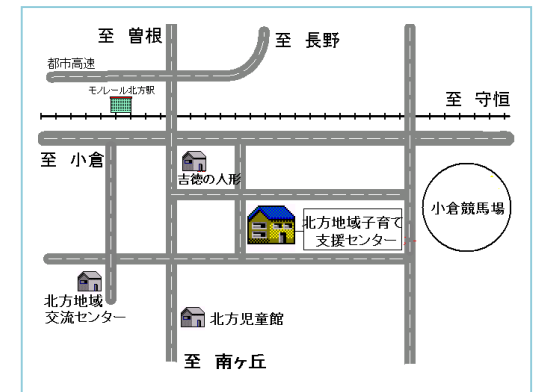 至 曽根
至 長野
都市高速
モノレール北方駅
至 守恒
至 小倉
吉徳の人形
小倉競馬場
北方地域子育て
支援センター
北方地域
交流センター
北方児童館
至 南ヶ丘